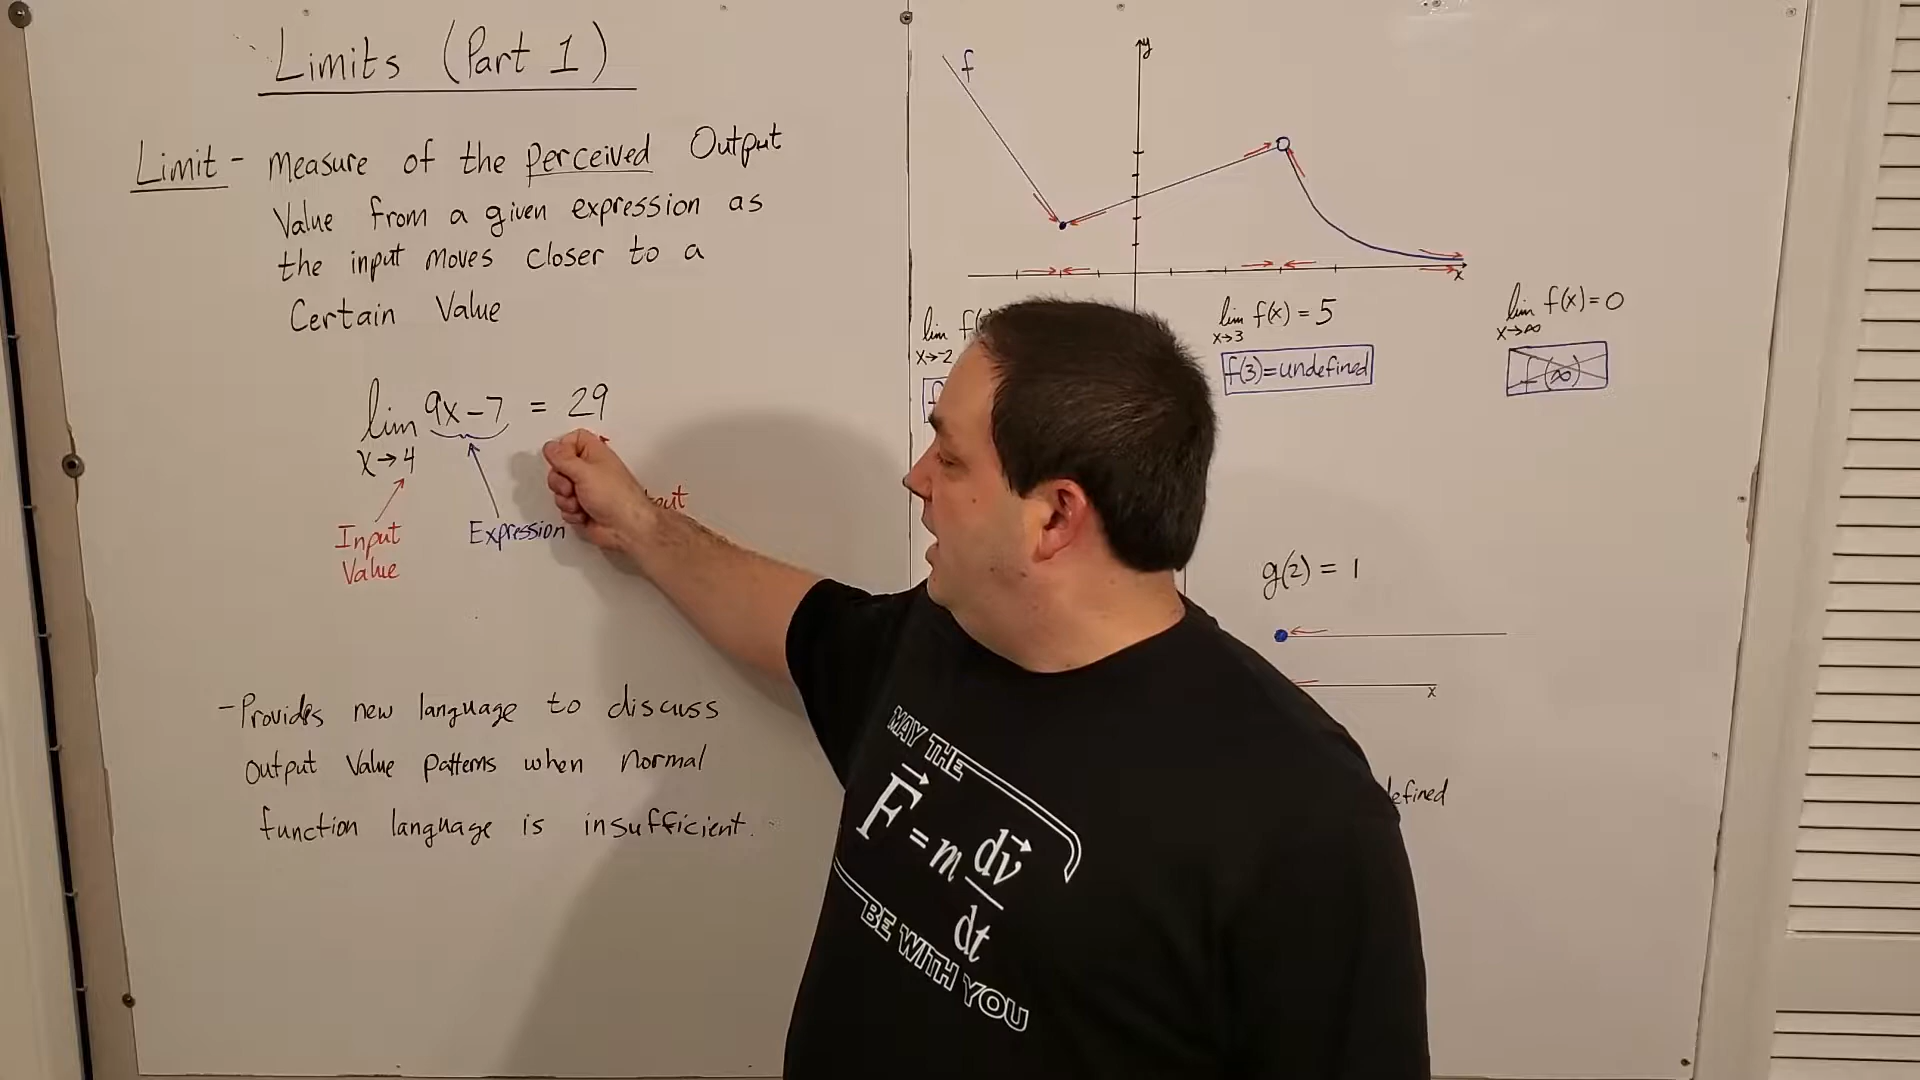 Limits (Part 1)
Limit - Measure of the perceived Output
Value from a given expression as
the input moves closer to a
Certain Value
lim 9x-7 = 29
x→4
Input
Value
Expression
- Provides new language to discuss
output Value patterns when normal
function language is insufficient.
f
y
x
lim
x→-2
lim f(x) = 5
x→3
f(3)=undefined
lim f(x)=0
x→∞
f(∞)
g(2) = 1
x
MAY THE
F = m dv/dt
BE WITH YOU